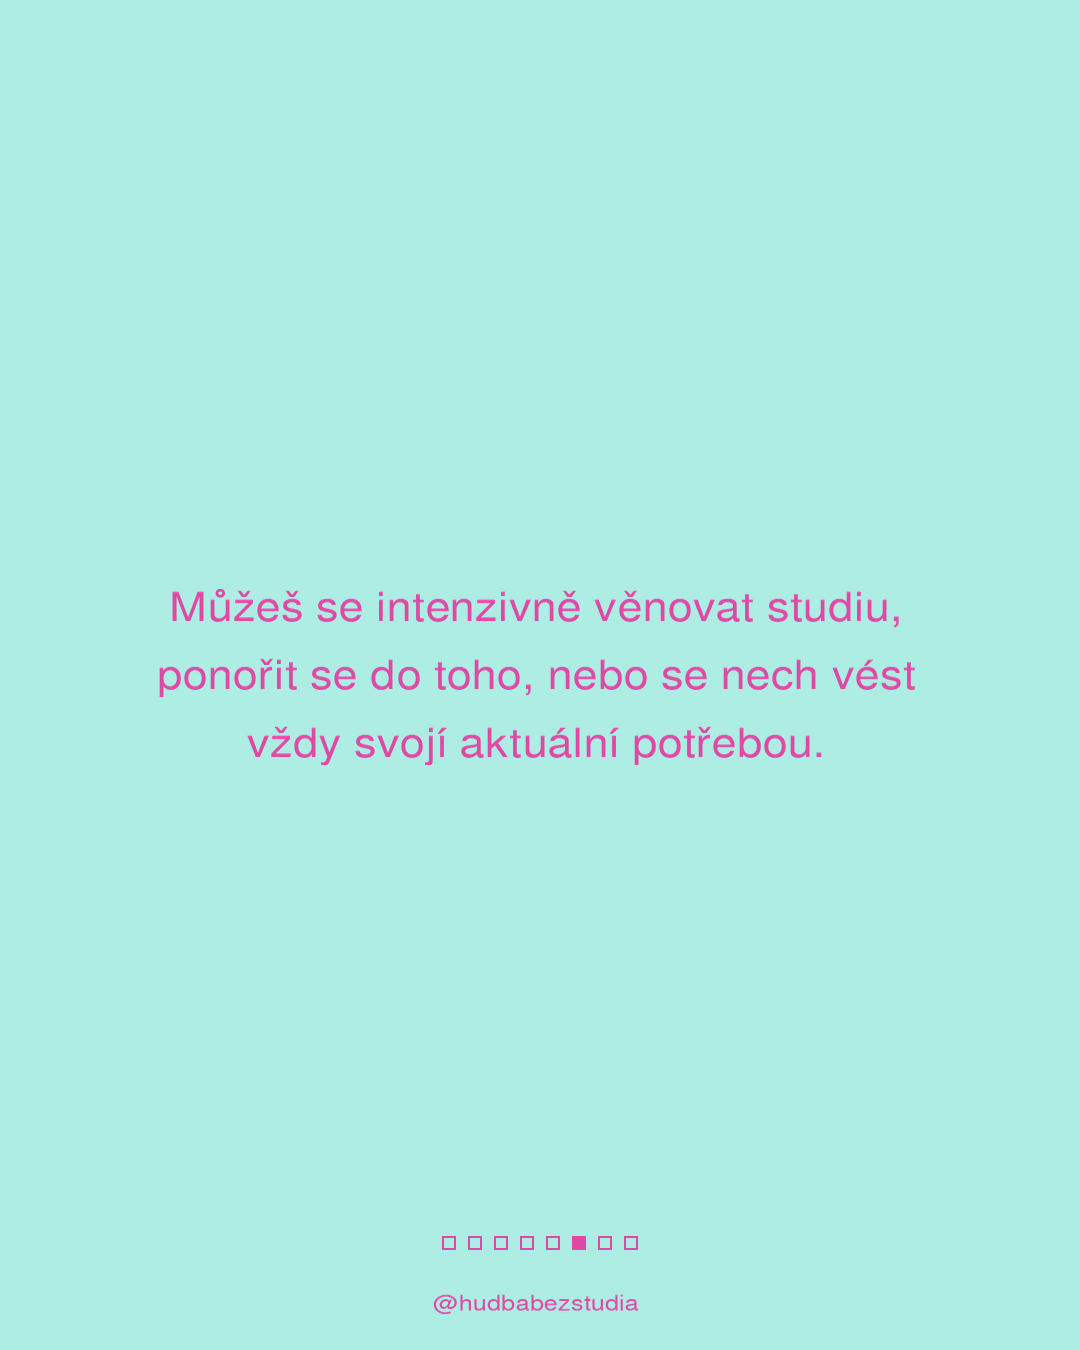 Můžeš se intenzivně věnovat studiu,
ponořit se do toho, nebo se nech vést
vždy svojí aktuální potřebou.
@hudbabezstudia